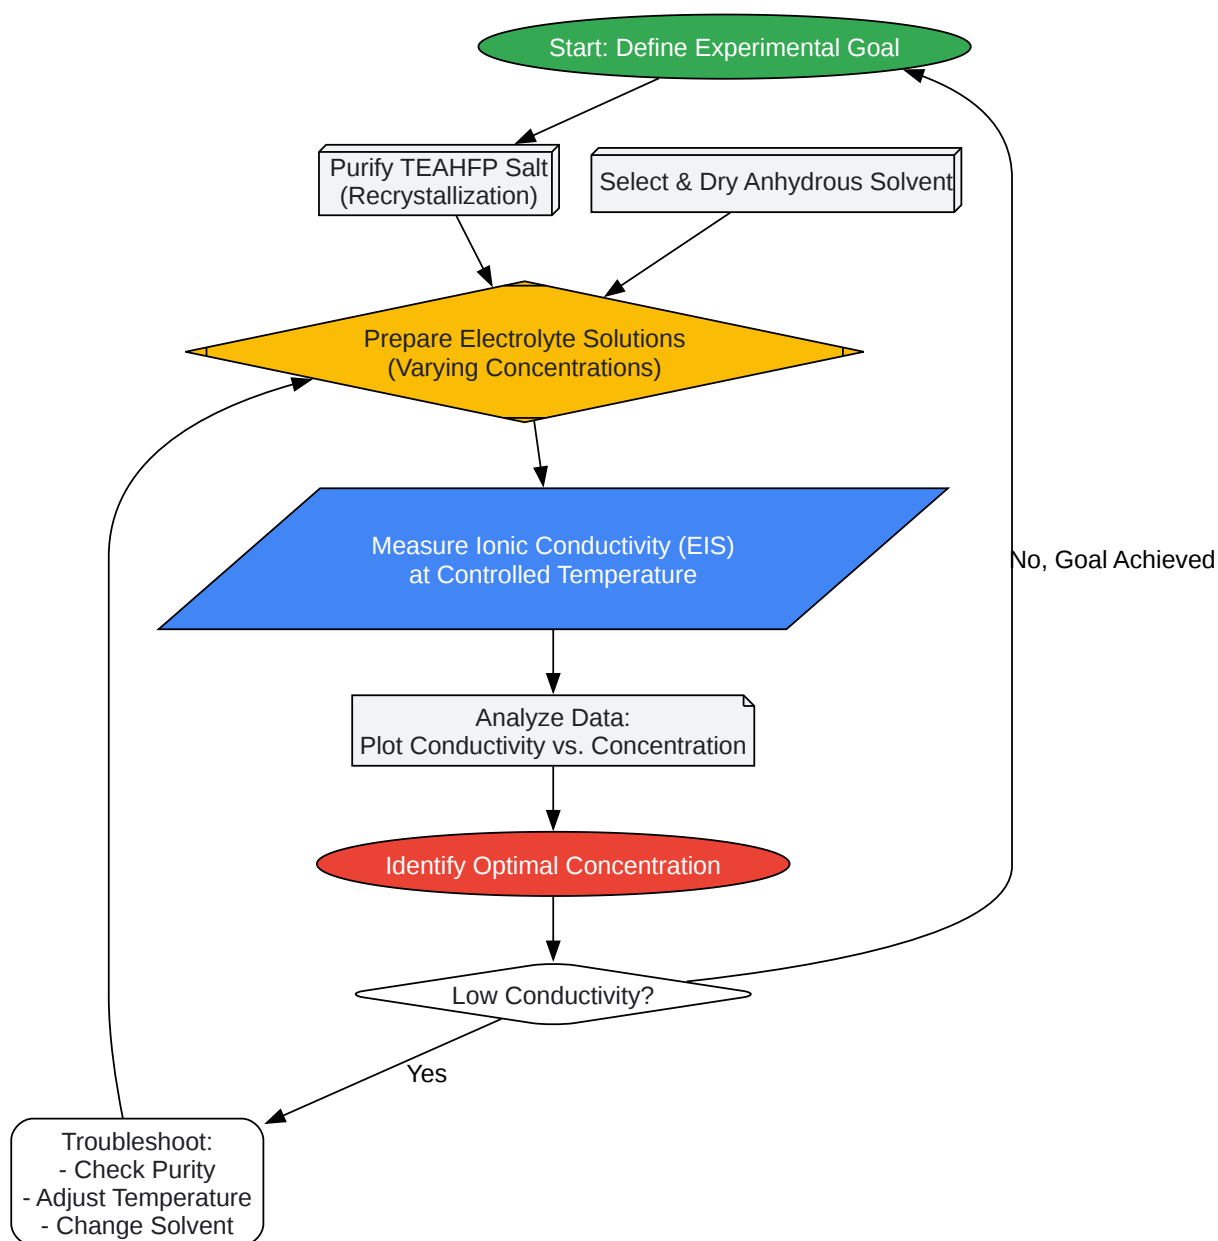 Start: Define Experimental Goal
Purify TEAHFP Salt
(Recrystallization)
Select & Dry Anhydrous Solvent
Prepare Electrolyte Solutions
(Varying Concentrations)
Measure Ionic Conductivity (EIS)
at Controlled Temperature
No, Goal Achieved
Analyze Data:
Plot Conductivity vs. Concentration
Identify Optimal Concentration
Low Conductivity?
Yes
Troubleshoot:
- Check Purity
- Adjust Temperature
- Change Solvent